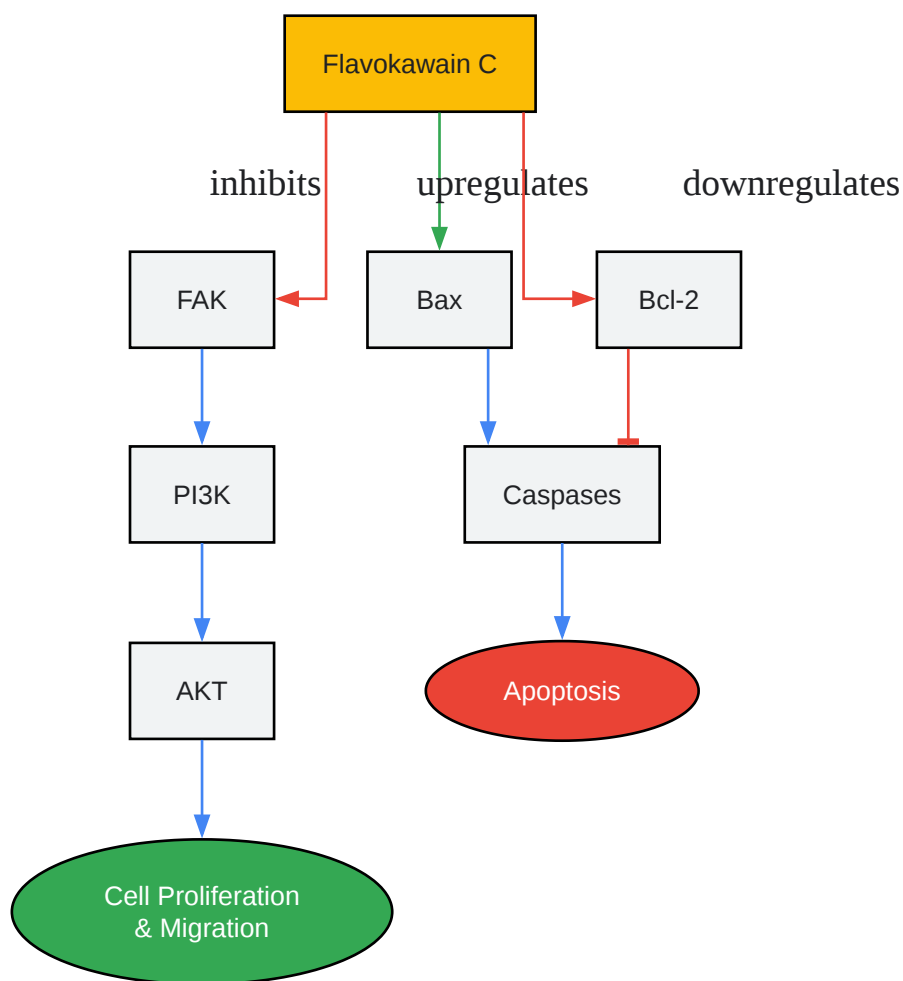 Flavokawain C
inhibits
upregulates
downregulates
FAK
Bax
Bcl-2
PI3K
Caspases
AKT
Apoptosis
Cell Proliferation
& Migration